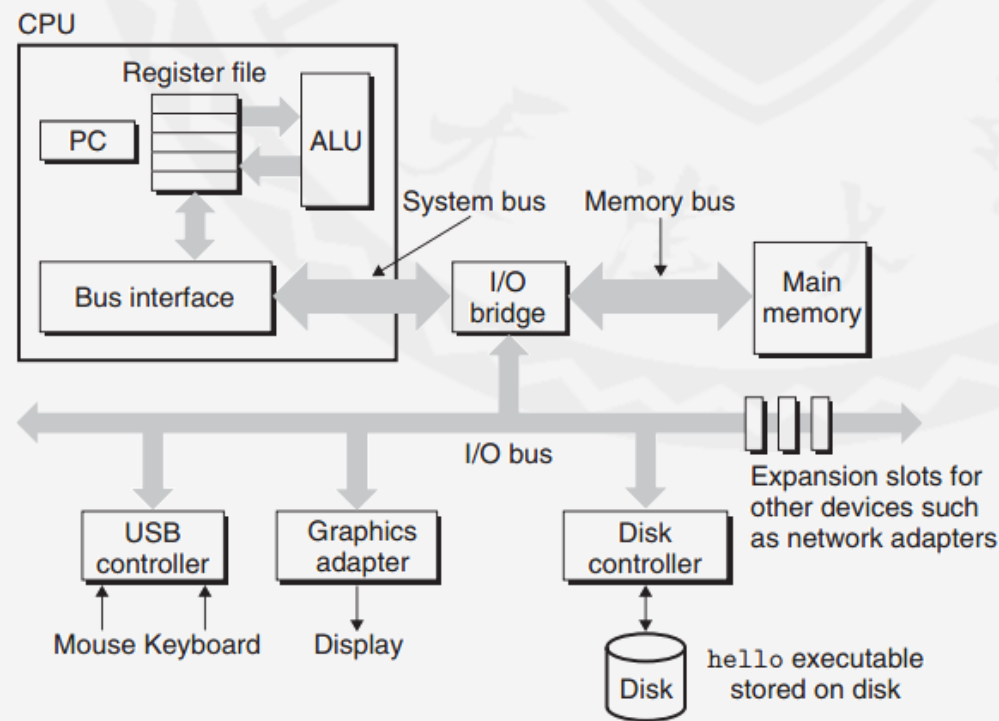 CPU
Register file
PC
ALU
System bus
Memory bus
Bus interface
I/O
bridge
Main
memory
I/O bus
Expansion slots for
other devices such
as network adapters
USB
controller
Graphics
adapter
Disk
controller
Mouse Keyboard
Display
Disk
hello executable
stored on disk